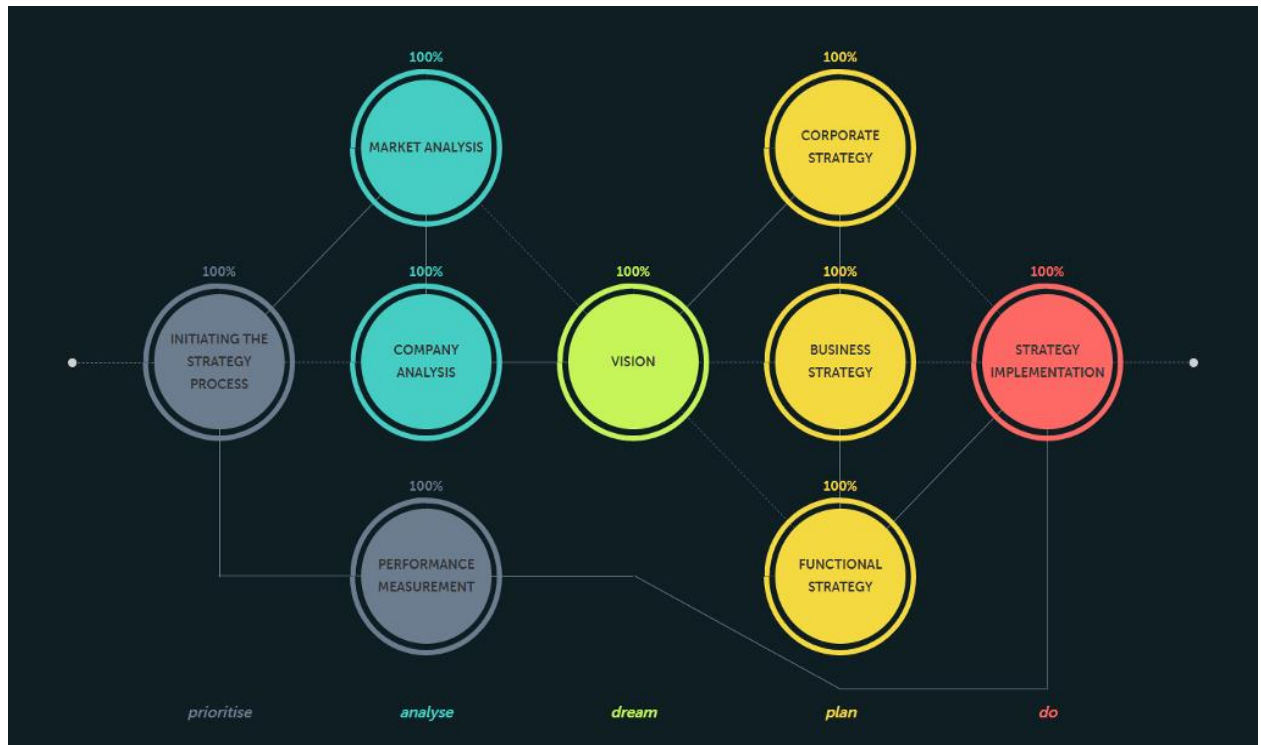 100%
MARKET ANALYSIS
100%
CORPORATE
STRATEGY
100%
INITIATING THE
STRATEGY
PROCESS
100%
COMPANY
ANALYSIS
100%
VISION
100%
BUSINESS
STRATEGY
100%
STRATEGY
IMPLEMENTATION
100%
PERFORMANCE
MEASUREMENT
100%
FUNCTIONAL
STRATEGY
prioritise
analyse
dream
plan
do